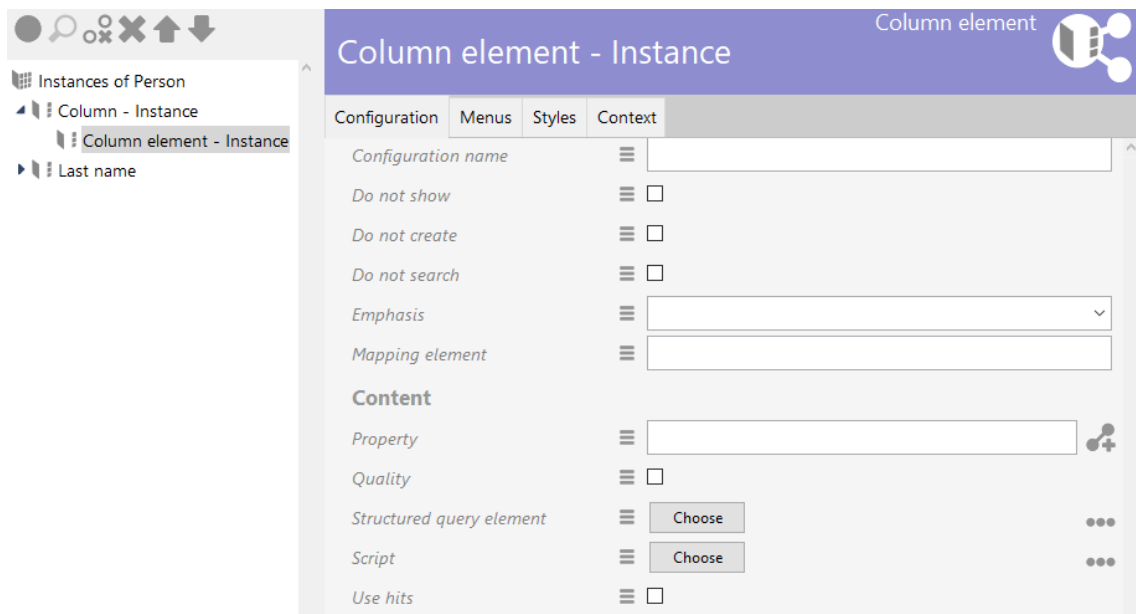 Column element
Column element - Instance
Instances of Person
Column - Instance
Column element - Instance
Last name
Configuration Menus Styles Context
Configuration name
Do not show
Do not create
Do not search
Emphasis
Mapping element
Content
Property
Quality
Structured query element Choose
Script Choose
Use hits